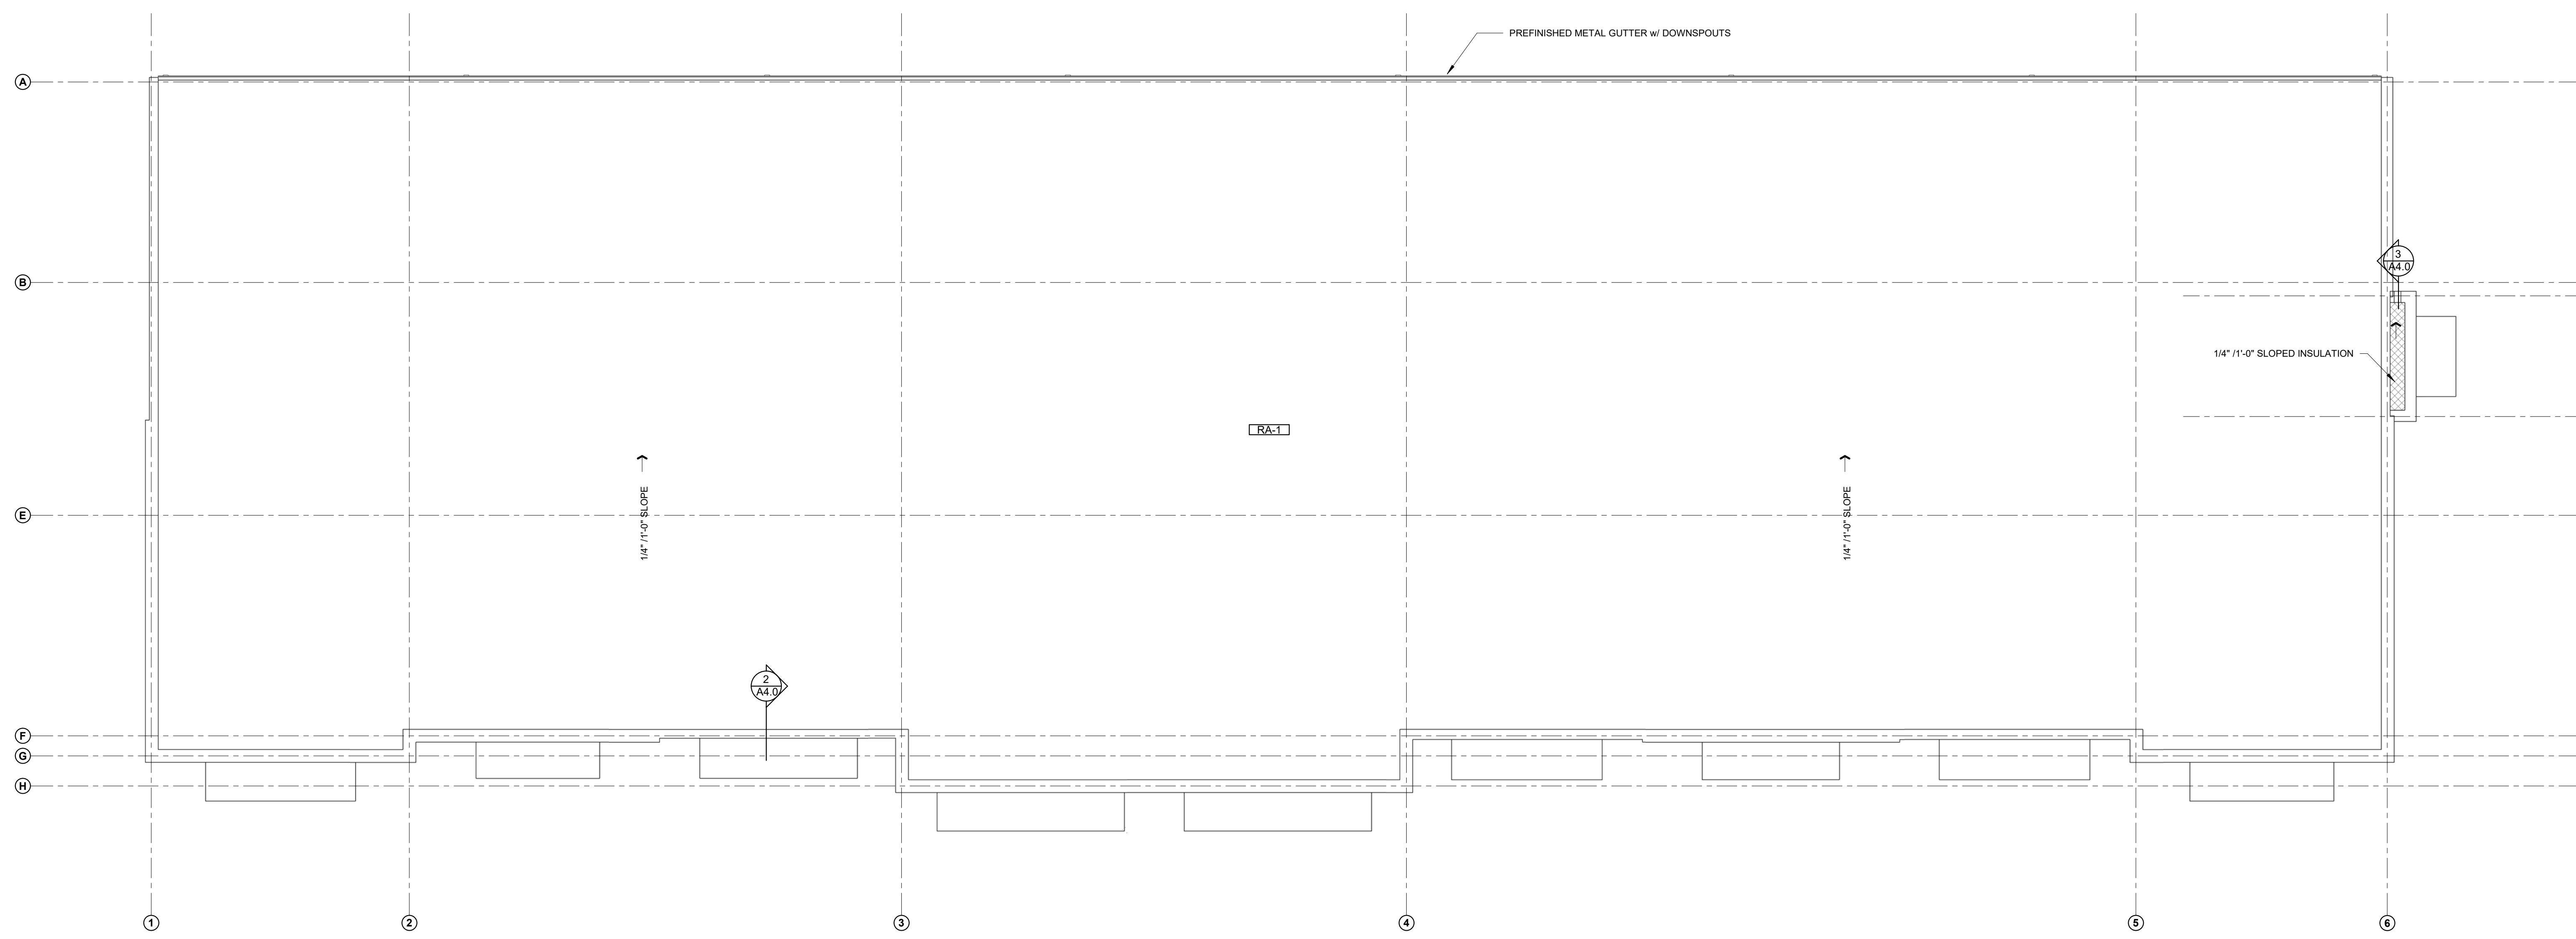 PREFINISHED METAL GUTTER w/ DOWNSPOUTS
A
B
3
A4.0
1/4" /1'-0" SLOPED INSULATION
RA-1
1/4" /1'-0" SLOPE
1/4" /1'-0" SLOPE
E
2
A4.0
F
G
H
1
2
3
4
5
6